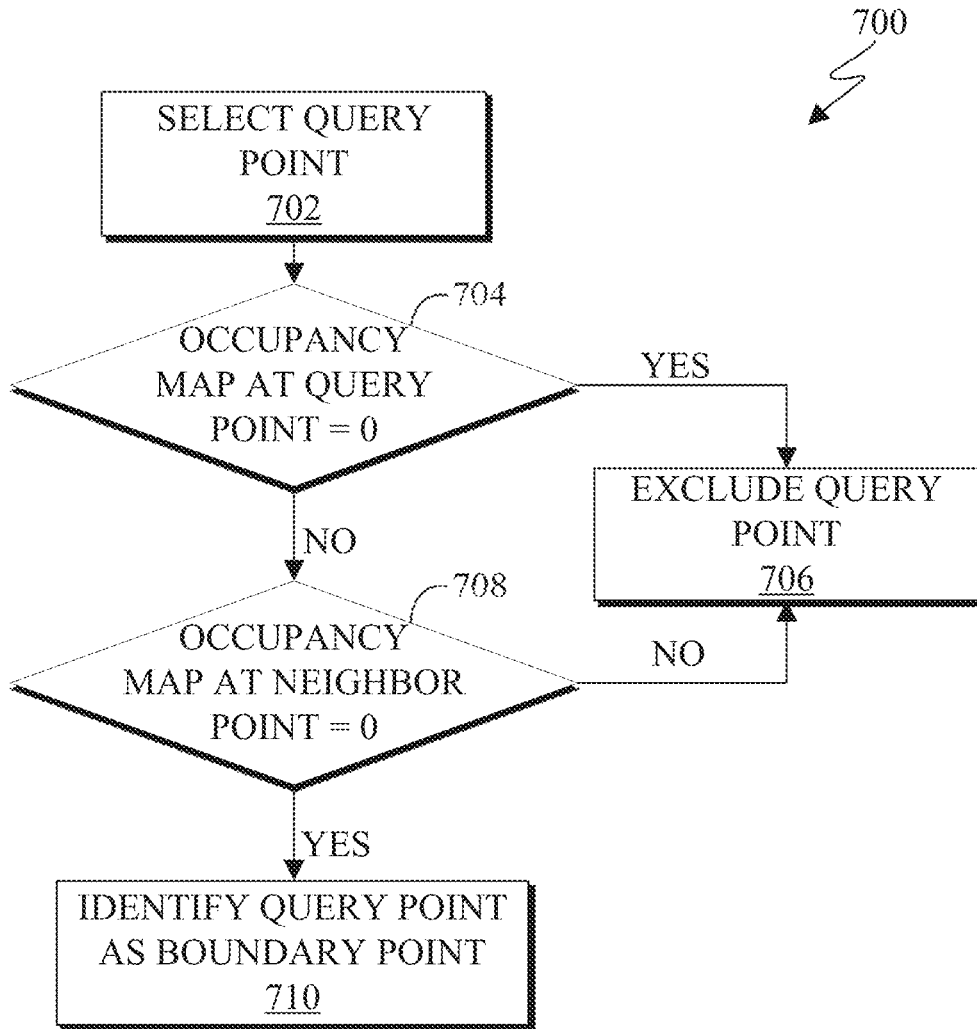 700
SELECT QUERY
POINT
702
704
OCCUPANCY
MAP AT QUERY
POINT = 0
YES
EXCLUDE QUERY
POINT
706
NO
708
OCCUPANCY
MAP AT NEIGHBOR
POINT = 0
NO
YES
IDENTIFY QUERY POINT
AS BOUNDARY POINT
710